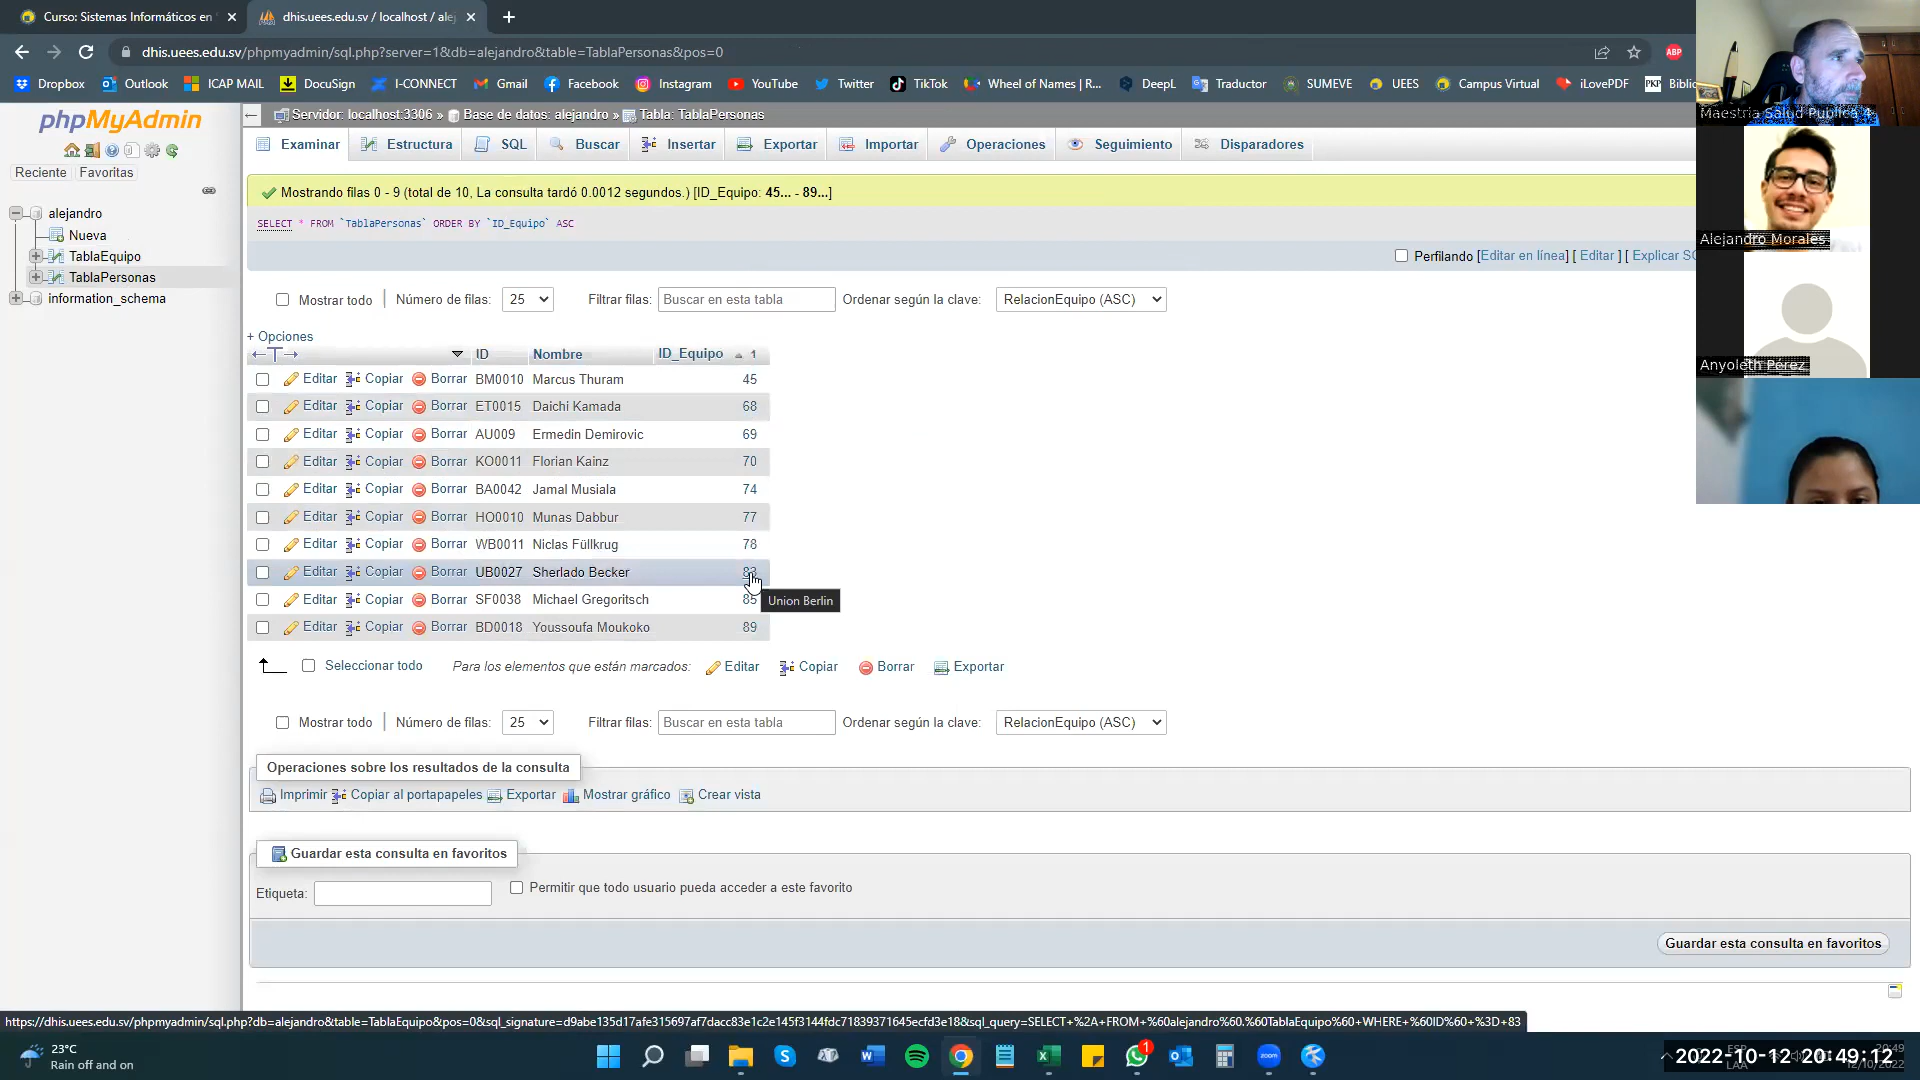 Curso: Sistemas Informáticos en
dhis.uees.edu.sv / localhost / ale
dhis.uees.edu.sv/phpmyadmin/sql.php?server=1&db=alejandro&table=TablaPersonas&pos=0
ABP
Dropbox Outlook ICAP MAIL DocuSign I-CONNECT Gmail Facebook Instagram YouTube Twitter TikTok Wheel of Names | R... DeepL Traductor SUMEVE UEES Campus Virtual iLovePDF PKP Biblio
phpMyAdmin
Reciente Favoritas
alejandro
Nueva
TablaEquipo
TablaPersonas
information_schema
Servidor: localhost:3306 » Base de datos: alejandro » Tabla: TablaPersonas
Examinar Estructura SQL Buscar Insertar Exportar Importar Operaciones Seguimiento Disparadores
Mostrando filas 0 - 9 (total de 10, La consulta tardó 0.0012 segundos.) [ID_Equipo: 45... - 89...]
SELECT * FROM `TablaPersonas` ORDER BY `ID_Equipo` ASC
Perfilando [Editar en línea] [ Editar ] [ Explicar SQ
Mostrar todo Número de filas: 25 Filtrar filas: Buscar en esta tabla Ordenar según la clave: RelacionEquipo (ASC)
+ Opciones
←T→ ID Nombre ID_Equipo 1
Editar Copiar Borrar BM0010 Marcus Thuram 45
Editar Copiar Borrar ET0015 Daichi Kamada 68
Editar Copiar Borrar AU009 Ermedin Demirovic 69
Editar Copiar Borrar KO0011 Florian Kainz 70
Editar Copiar Borrar BA0042 Jamal Musiala 74
Editar Copiar Borrar HO0010 Munas Dabbur 77
Editar Copiar Borrar WB0011 Niclas Füllkrug 78
Editar Copiar Borrar UB0027 Sherlado Becker 83
Editar Copiar Borrar SF0038 Michael Gregoritsch 85
Union Berlin
Editar Copiar Borrar BD0018 Youssoufa Moukoko 89
Seleccionar todo Para los elementos que están marcados: Editar Copiar Borrar Exportar
Mostrar todo Número de filas: 25 Filtrar filas: Buscar en esta tabla Ordenar según la clave: RelacionEquipo (ASC)
Operaciones sobre los resultados de la consulta
Imprimir Copiar al portapapeles Exportar Mostrar gráfico Crear vista
Guardar esta consulta en favoritos
Etiqueta: Permitir que todo usuario pueda acceder a este favorito
Guardar esta consulta en favoritos
https://dhis.uees.edu.sv/phpmyadmin/sql.php?db=alejandro&table=TablaEquipo&pos=0&sql_signature=d9abe135d17afe315697af7dacc83e1c2e145f3144fdc71839371645ecfd3e18&sql_query=SELECT+%2A+FROM+%60alejandro%60.%60TablaEquipo%60+WHERE+%60ID%60+%3D+83
Maestria Salud Publica 4
Alejandro Morales
Anyoleth Pérez
23°C
Rain off and on
1
2022-10-12 20:49:12